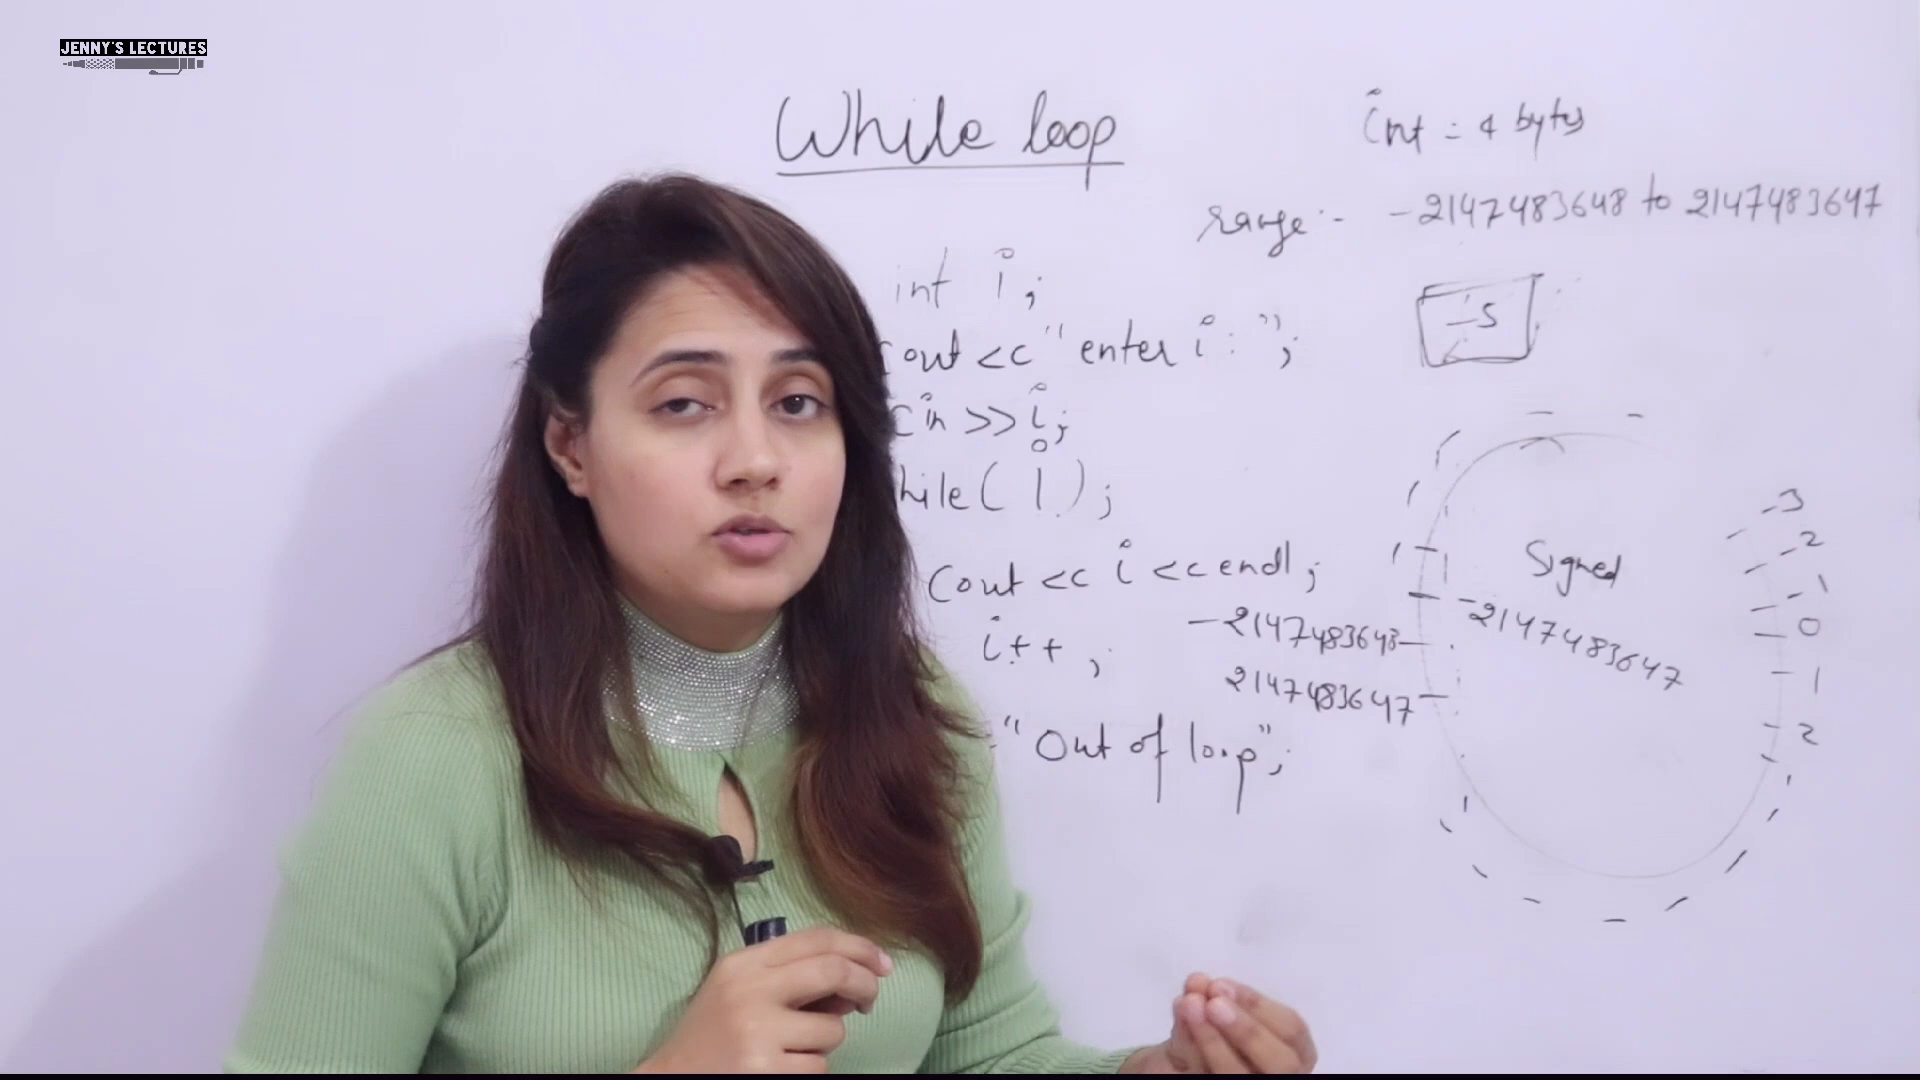 JENNY'S LECTURES
While loop
int = 4 bytes
range :- -2147483648 to 2147483647
int i;
cout << "enter i : ";
cin >> i;
hile( 1 );
cout << i << endl;
i++ ;
"Out of loop";
-5
Signed
-3
-2
-1
0
1
2
-2147483648
-2147483647
2147483647